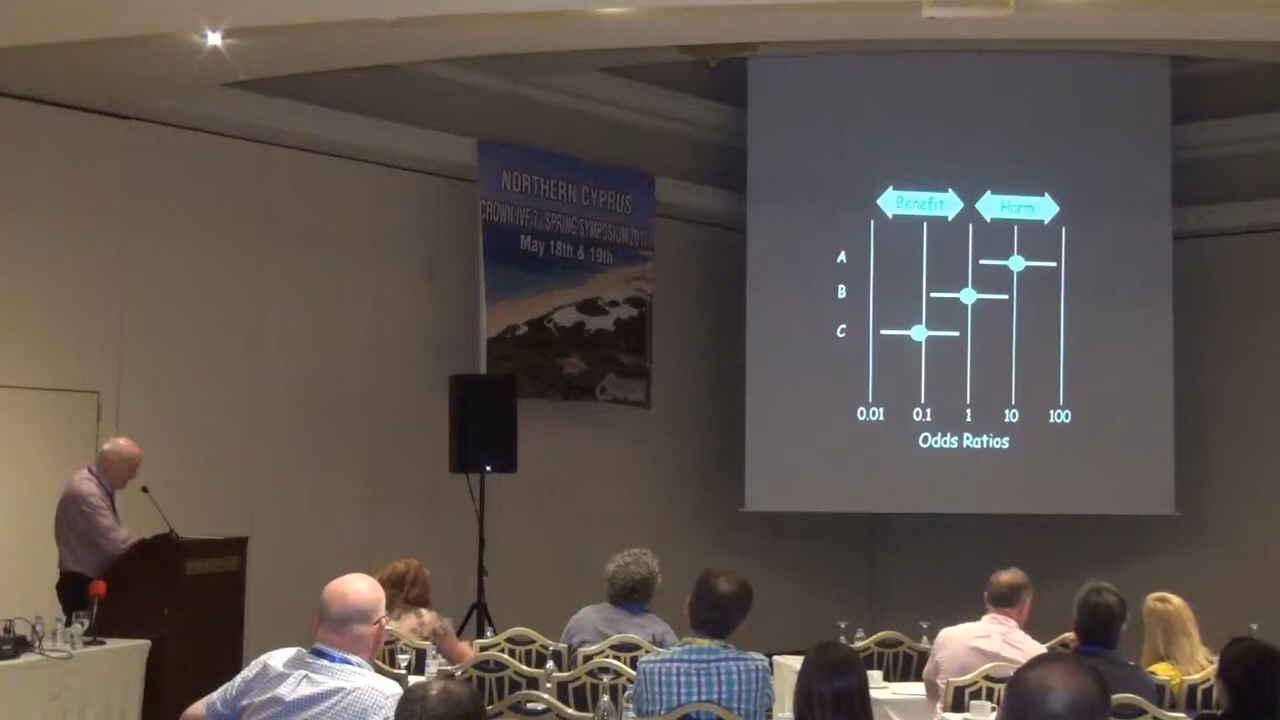 NORTHERN CYPRUS
CROWN IVF 7. SPRING SYMPOSIUM
May 18th & 19th
Benefit
Harm
A
B
C
0.01
0.1
1
10
100
Odds Ratios